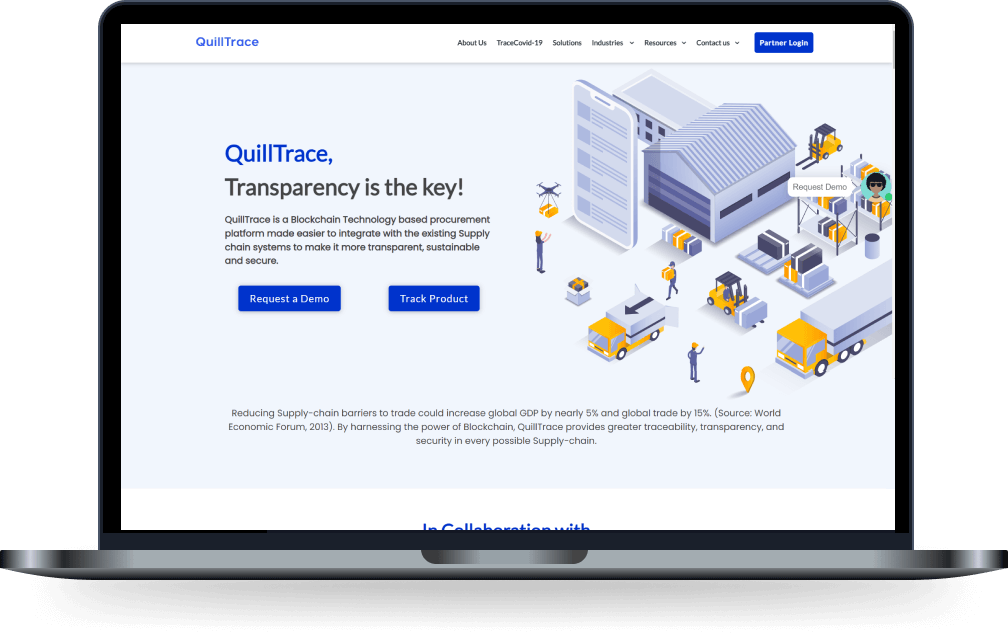 QuillTrace
About Us TraceCovid-19 Solutions Industries Resources Contact us Partner Login
QuillTrace,
Transparency is the key!
QuillTrace is a Blockchain Technology based procurement
platform made easier to integrate with the existing Supply
chain systems to make it more transparent, sustainable
and secure.
Request a Demo Track Product
Request Demo
Reducing Supply-chain barriers to trade could increase global GDP by nearly 5% and global trade by 15%. (Source: World
Economic Forum, 2013). By harnessing the power of Blockchain, QuillTrace provides greater traceability, transparency, and
security in every possible Supply-chain.
In Collaboration with